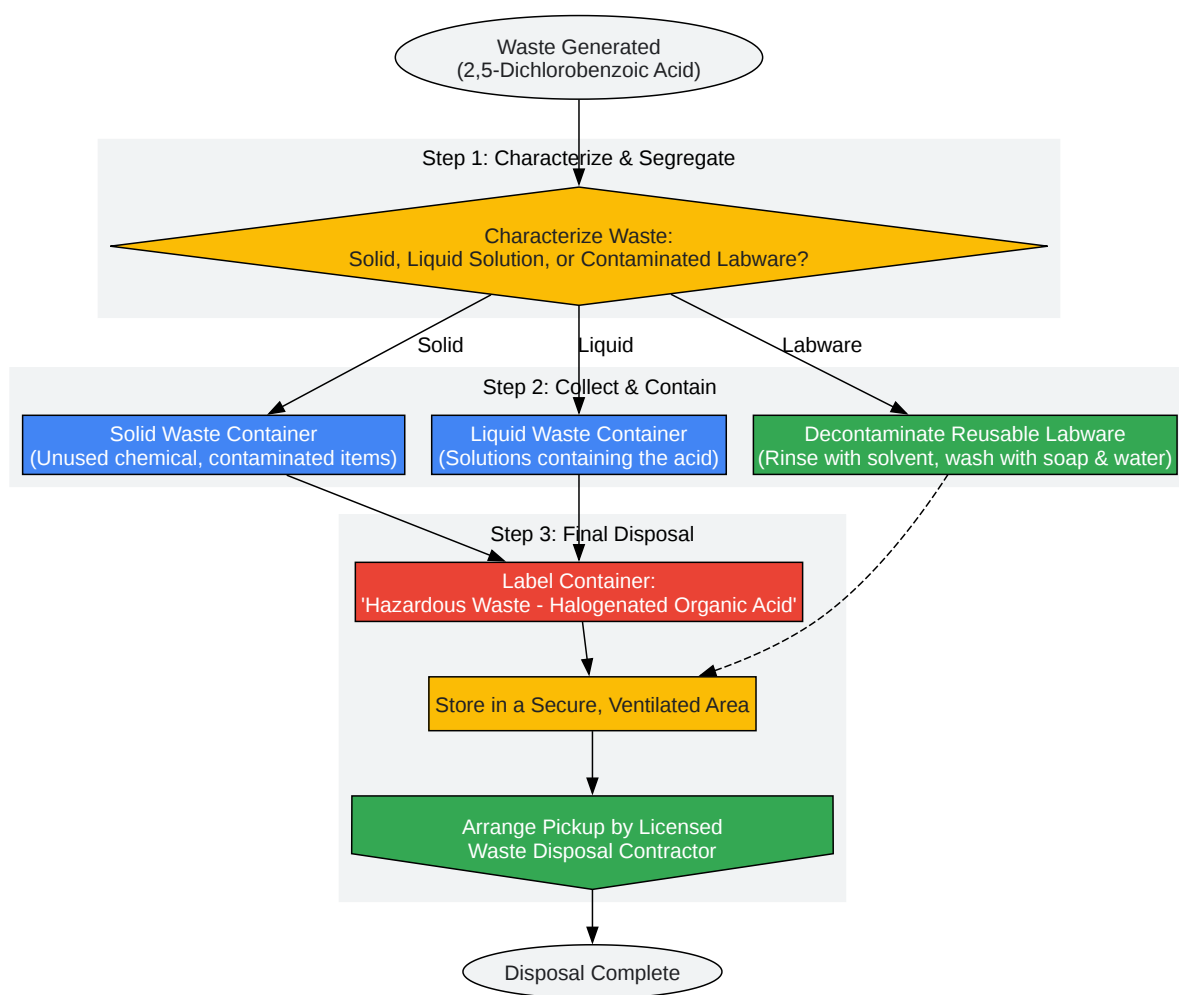 Waste Generated
(2,5-Dichlorobenzoic Acid)
Step 1: Characterize & Segregate
Characterize Waste:
Solid, Liquid Solution, or Contaminated Labware?
Solid
Liquid
Labware
Step 2: Collect & Contain
Solid Waste Container
(Unused chemical, contaminated items)
Liquid Waste Container
(Solutions containing the acid)
Decontaminate Reusable Labware
(Rinse with solvent, wash with soap & water)
Step 3: Final Disposal
Label Container:
'Hazardous Waste - Halogenated Organic Acid'
Store in a Secure, Ventilated Area
Arrange Pickup by Licensed
Waste Disposal Contractor
Disposal Complete